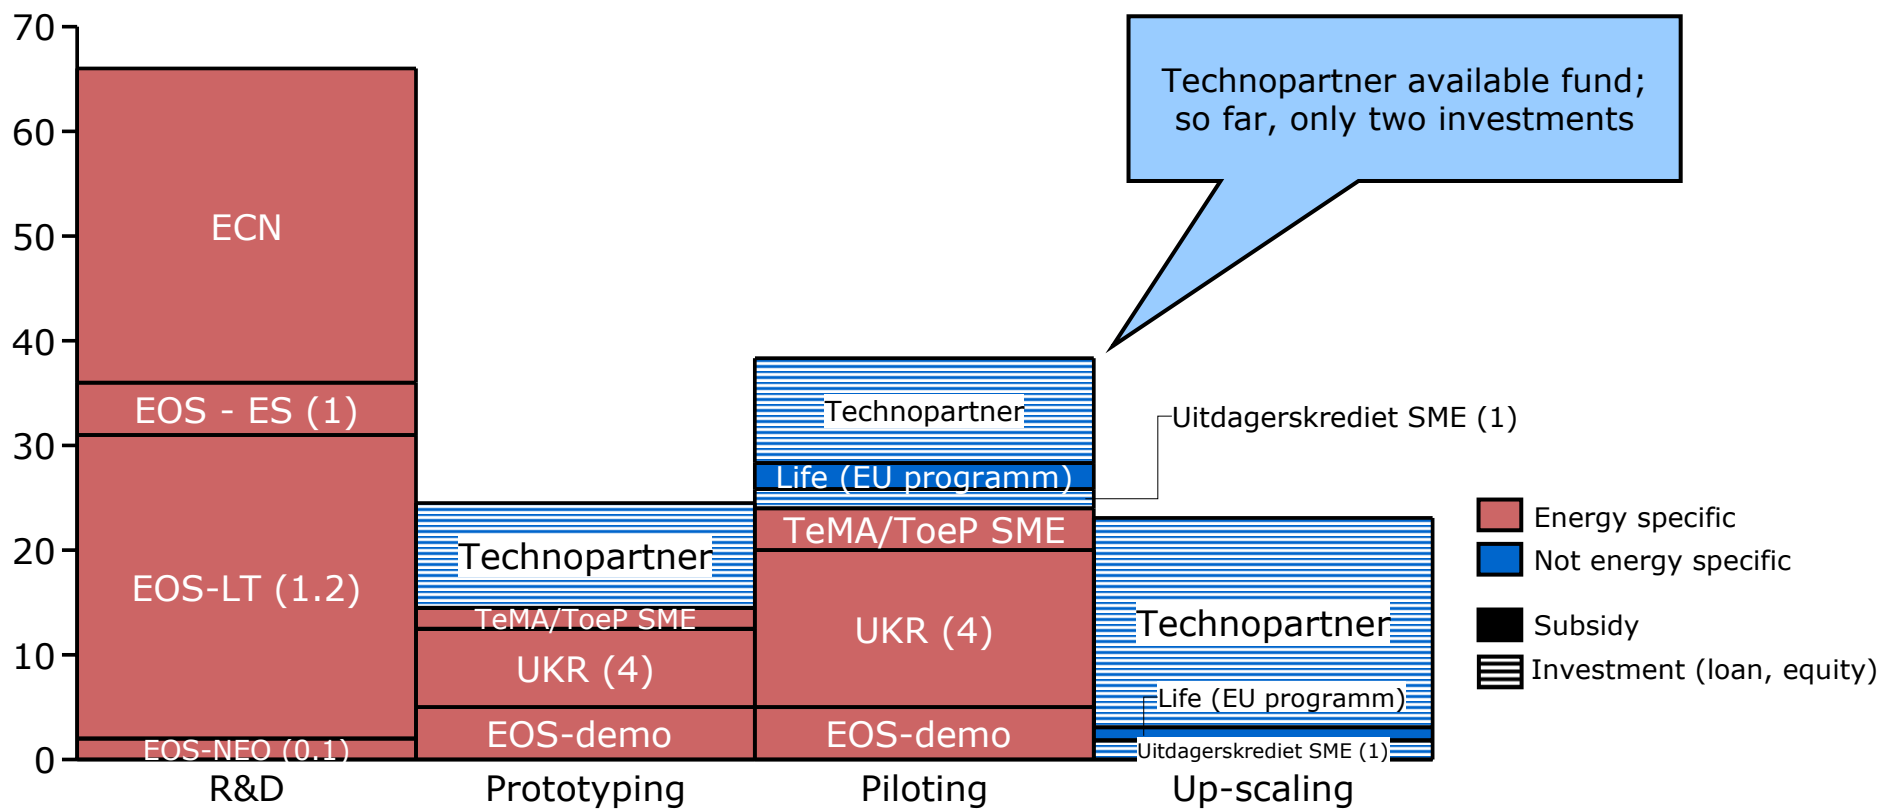 70
60
50
40
30
20
10
0
ECN
EOS - ES (1)
EOS-LT (1.2)
EOS-NEO (0.1)
R&D
Technopartner
TeMA/ToeP SME
UKR (4)
EOS-demo
Prototyping
Technopartner
Life (EU programm)
TeMA/ToeP SME
UKR (4)
EOS-demo
Piloting
Technopartner available fund;
so far, only two investments
Uitdagerskrediet SME (1)
Technopartner
Life (EU programm)
Uitdagerskrediet SME (1)
Up-scaling
Energy specific
Not energy specific
Subsidy
Investment (loan, equity)